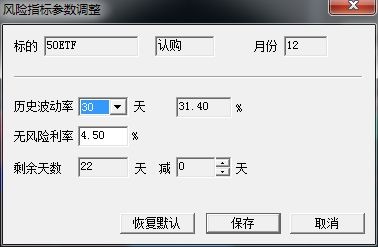 风险指标参数调整
标的 50ETF 认购 月份 12
历史波动率 30 天 31.40 %
无风险利率 4.50 %
剩余天数 22 天 减 0 天
恢复默认 保存 取消